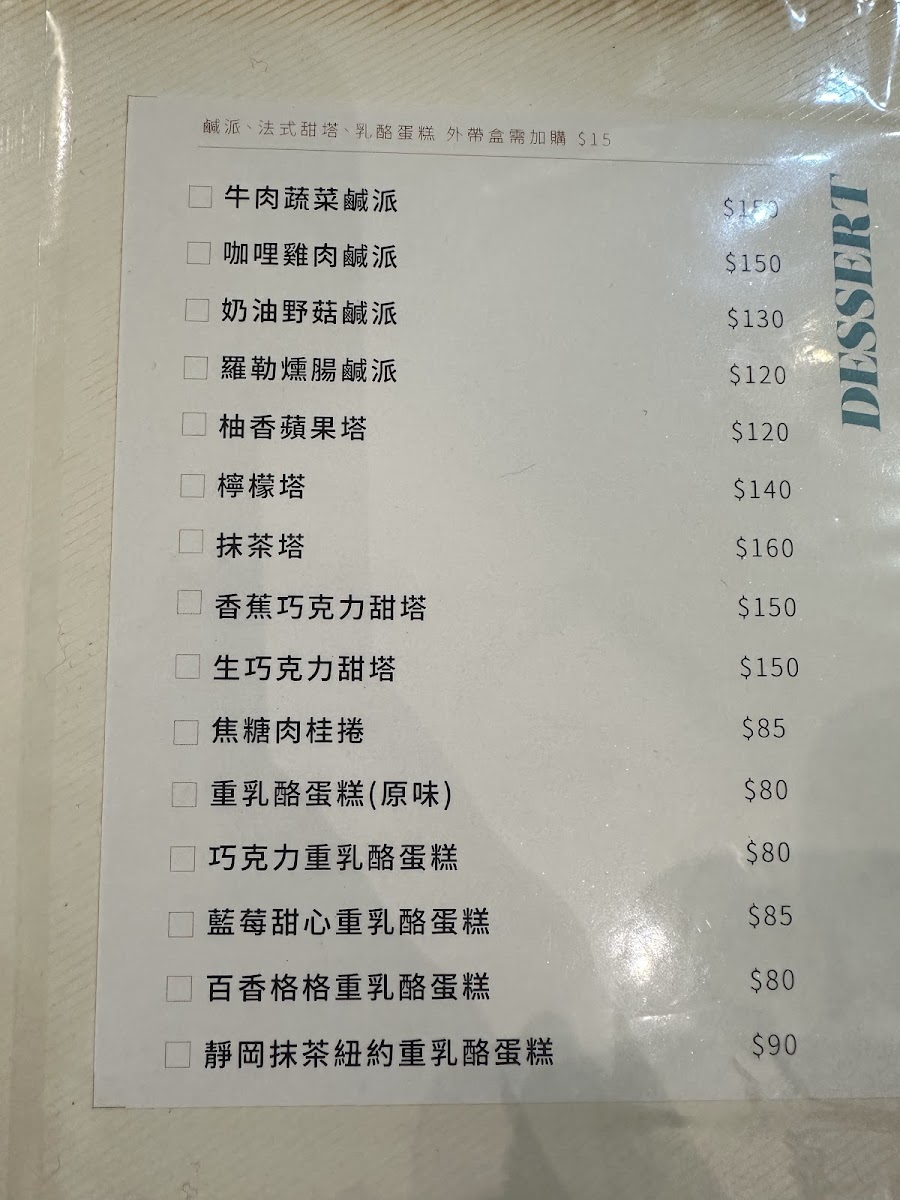 鹹派、法式甜塔、乳酪蛋糕 外帶盒需加購 $15
牛肉蔬菜鹹派
咖哩雞肉鹹派 $150
奶油野菇鹹派 $130
羅勒燻腸鹹派 $120
柚香蘋果塔 $120
檸檬塔 $140
抹茶塔 $160
香蕉巧克力甜塔 $150
生巧克力甜塔 $150
焦糖肉桂捲 $85
重乳酪蛋糕(原味) $80
巧克力重乳酪蛋糕 $80
藍莓甜心重乳酪蛋糕 $85
百香格格重乳酪蛋糕 $80
靜岡抹茶紐約重乳酪蛋糕 $90
DESSERT